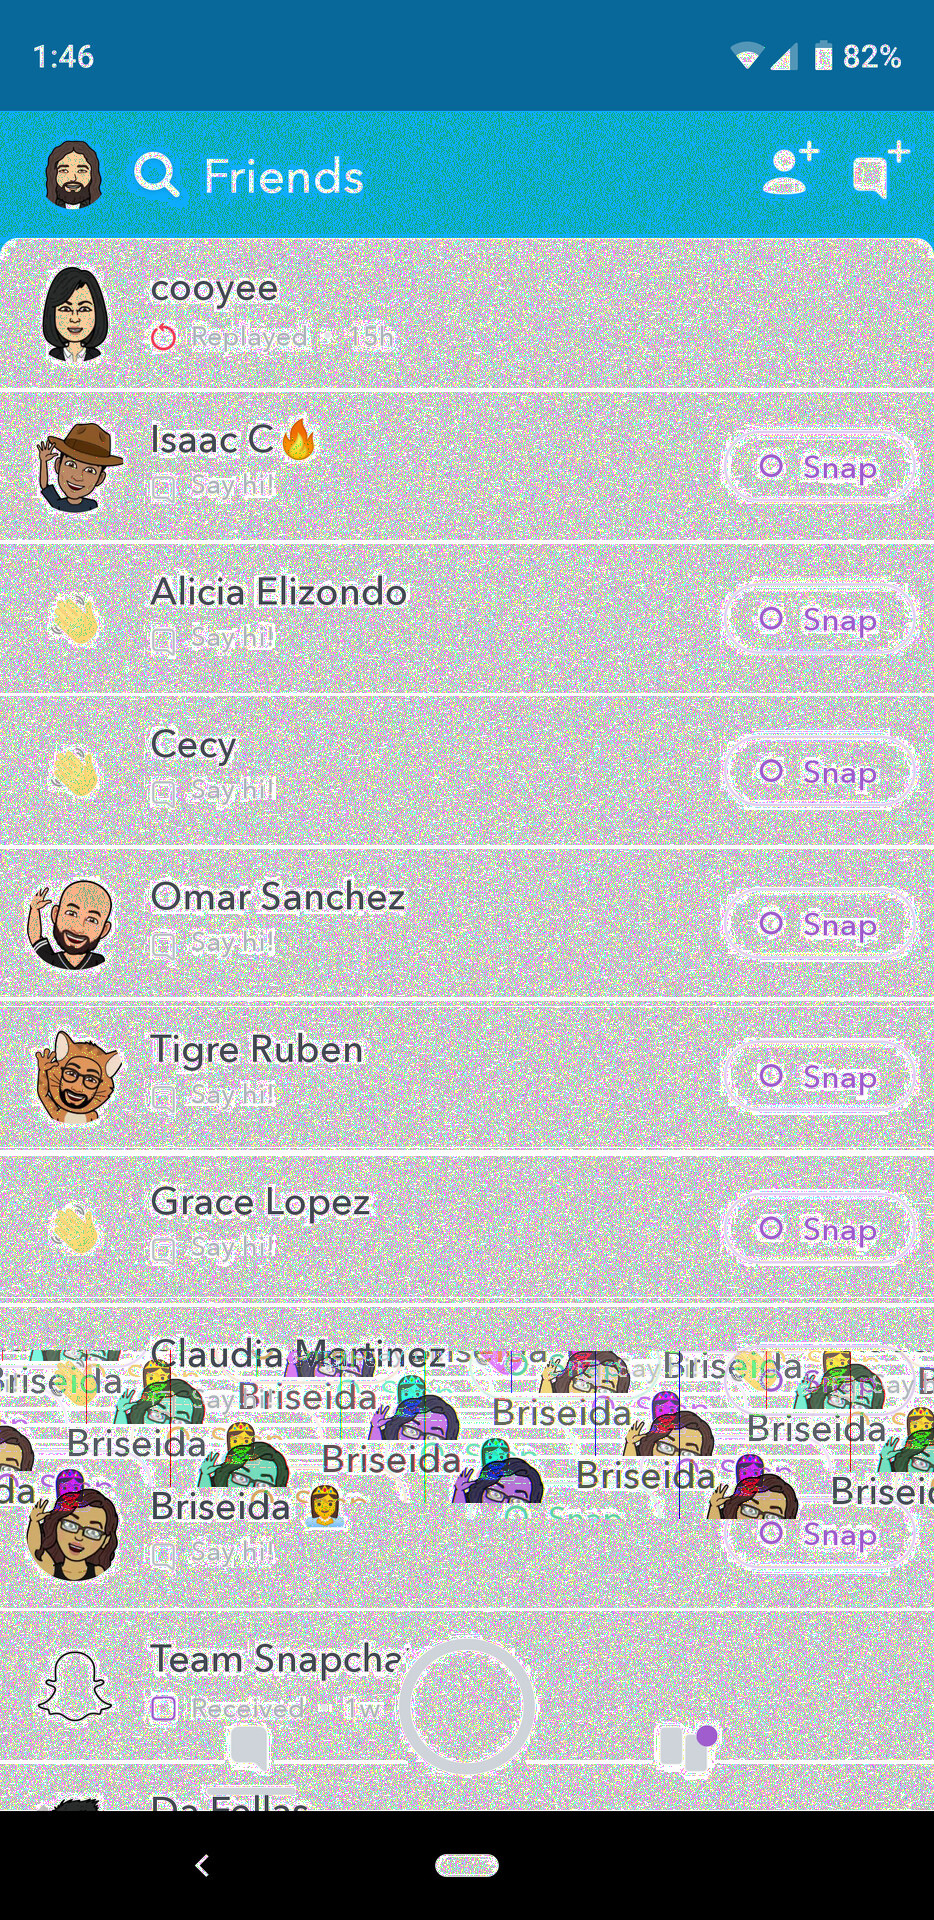 1:46
82%
Friends
cooyee
Replayed 15h
Isaac C
Say hi!
Snap
Alicia Elizondo
Say hi!
Snap
Cecy
Say hi!
Snap
Omar Sanchez
Say hi!
Snap
Tigre Ruben
Say hi!
Snap
Grace Lopez
Say hi!
Snap
Claudia Martinez
Briseida
Briseida
Briseida
Briseida
Briseida
Briseida
Briseida
Briseida
Briseida
Say hi!
Snap
Team Snapcha
Received 1w
Da Fellas